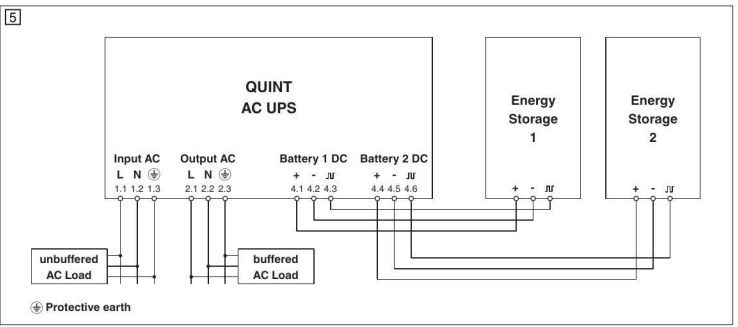 5
QUINT
AC UPS
Energy
Storage
1
Energy
Storage
2
Input AC
Output AC
Battery 1 DC
Battery 2 DC
L N
L N
+ -
+ -
1.1 1.2 1.3
2.1 2.2 2.3
4.1 4.2 4.3
4.4 4.5 4.6
+ -
+ -
unbuffered
AC Load
buffered
AC Load
Protective earth